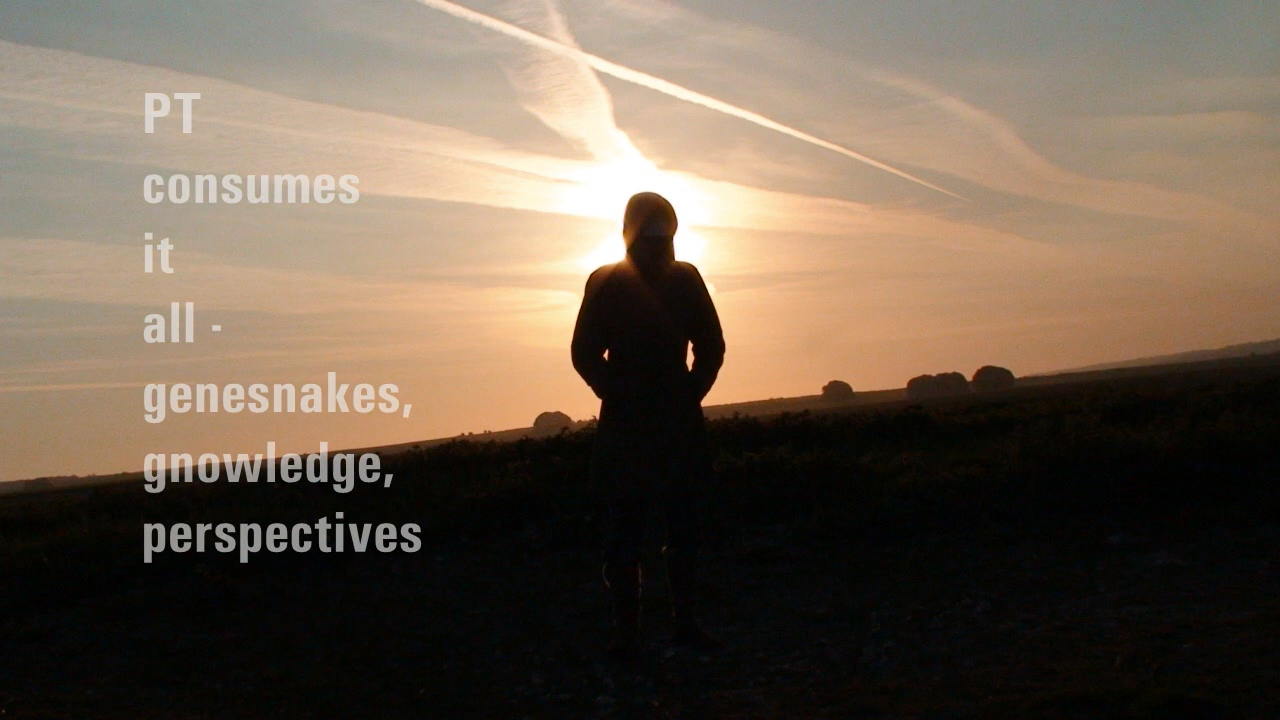 PT
consumes
it
all -
genesnakes,
gnowledge,
perspectives